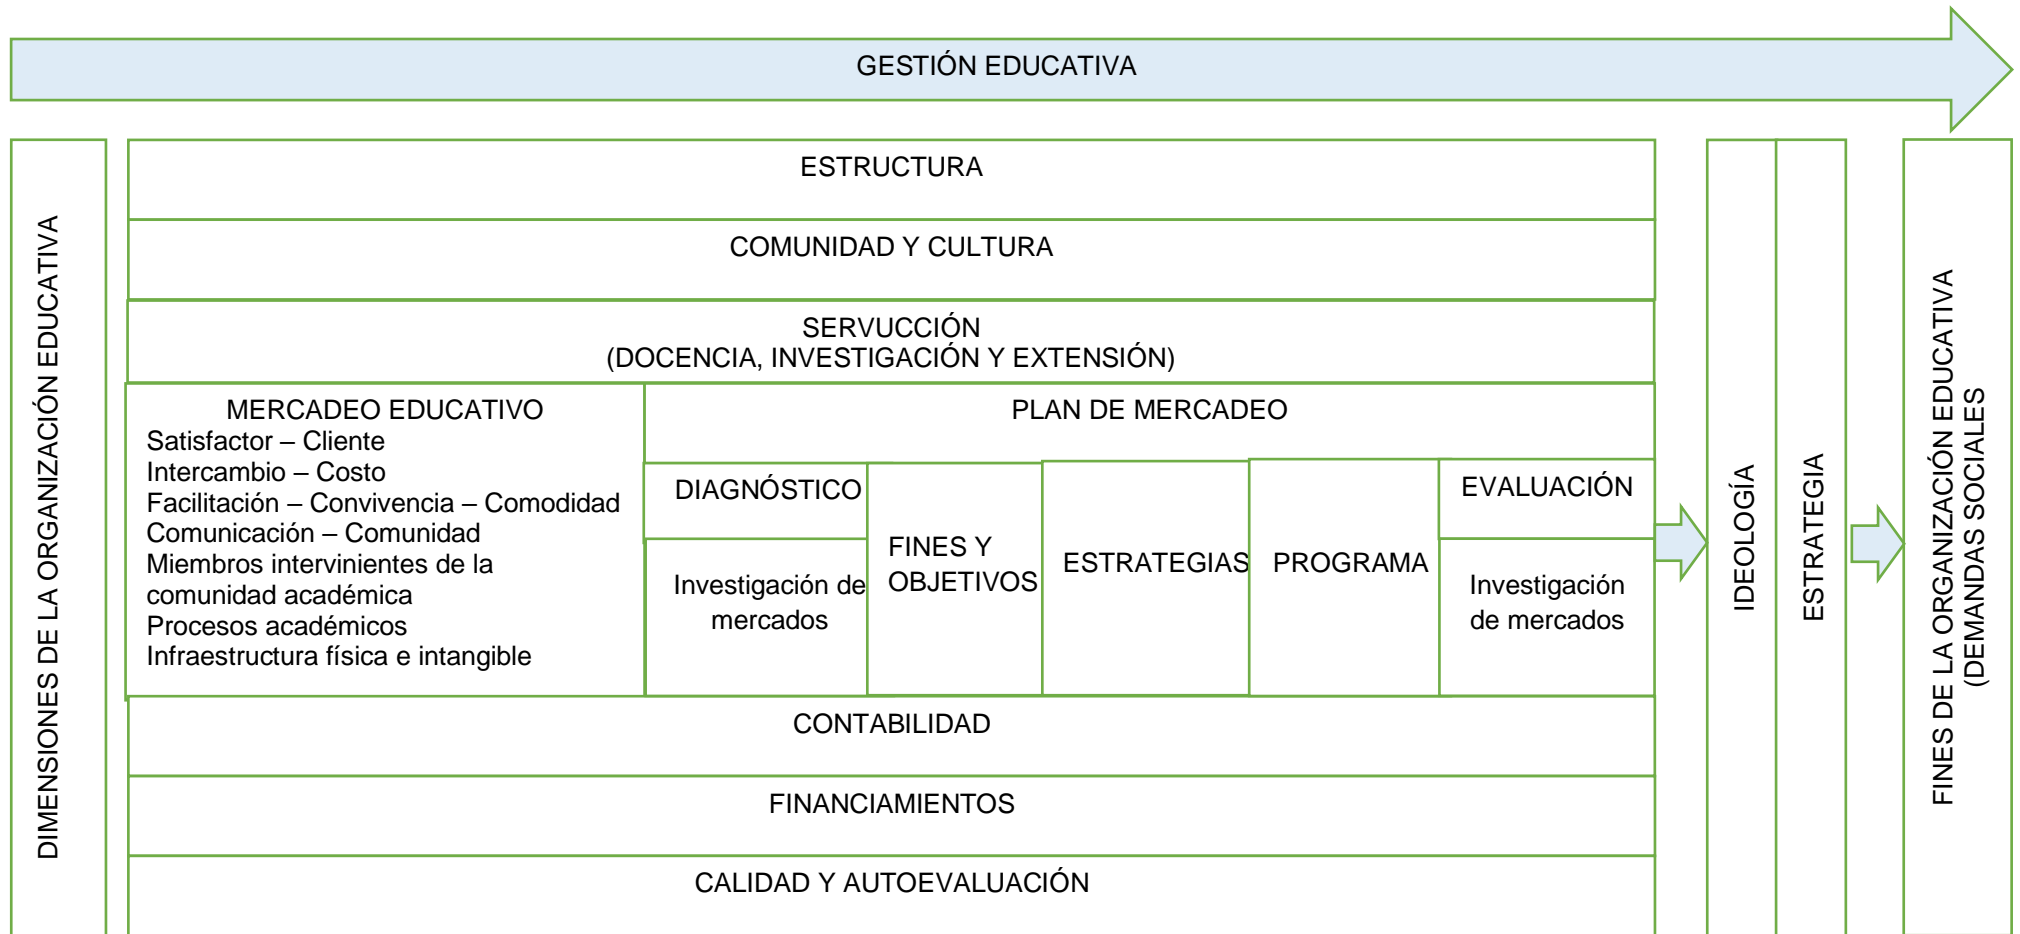 GESTIÓN EDUCATIVA
DIMENSIONES DE LA ORGANIZACIÓN EDUCATIVA
ESTRUCTURA
COMUNIDAD Y CULTURA
SERVUCCIÓN
(DOCENCIA, INVESTIGACIÓN Y EXTENSIÓN)
MERCADEO EDUCATIVO
Satisfactor – Cliente
Intercambio – Costo
Facilitación – Convivencia – Comodidad
Comunicación – Comunidad
Miembros intervinientes de la
comunidad académica
Procesos académicos
Infraestructura física e intangible
PLAN DE MERCADEO
DIAGNÓSTICO
Investigación de
mercados
FINES Y
OBJETIVOS
ESTRATEGIAS
PROGRAMA
EVALUACIÓN
Investigación
de mercados
CONTABILIDAD
FINANCIAMIENTOS
CALIDAD Y AUTOEVALUACIÓN
IDEOLOGÍA
ESTRATEGIA
FINES DE LA ORGANIZACIÓN EDUCATIVA
(DEMANDAS SOCIALES